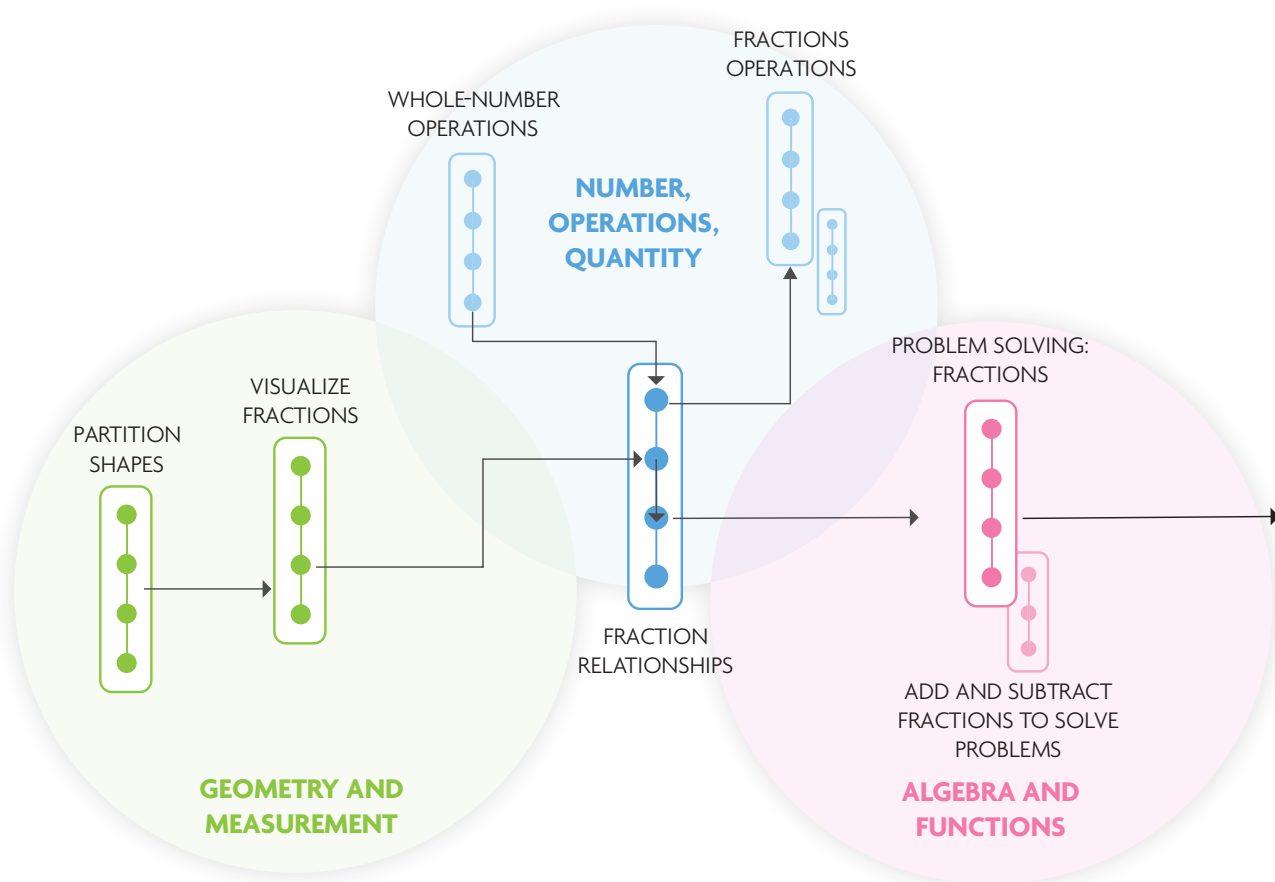 FRACTIONS
OPERATIONS
WHOLE-NUMBER
OPERATIONS
NUMBER,
OPERATIONS,
QUANTITY
PROBLEM SOLVING:
FRACTIONS
VISUALIZE
FRACTIONS
PARTITION
SHAPES
FRACTION
RELATIONSHIPS
ADD AND SUBTRACT
FRACTIONS TO SOLVE
PROBLEMS
GEOMETRY AND
MEASUREMENT
ALGEBRA AND
FUNCTIONS